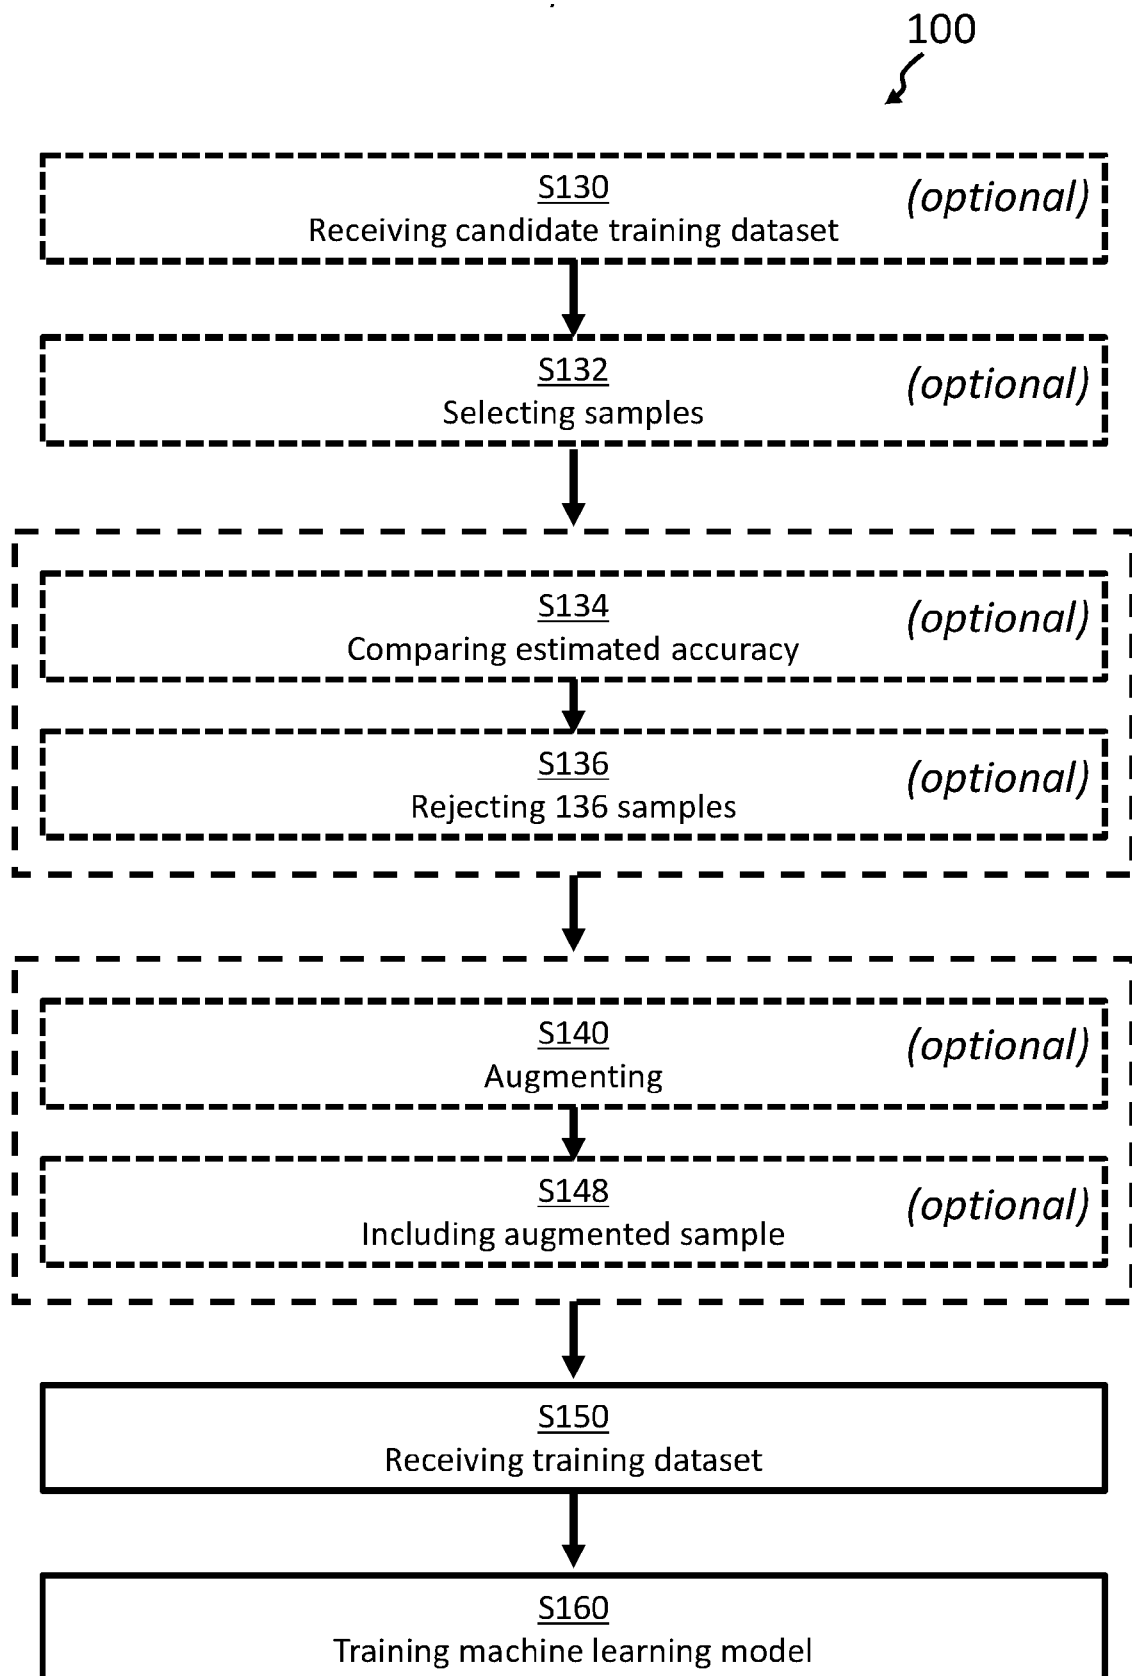 100
S130
(optional)
Receiving candidate training dataset
S132
(optional)
Selecting samples
S134
(optional)
Comparing estimated accuracy
S136
(optional)
Rejecting 136 samples
S140
(optional)
Augmenting
S148
(optional)
Including augmented sample
S150
Receiving training dataset
S160
Training machine learning model